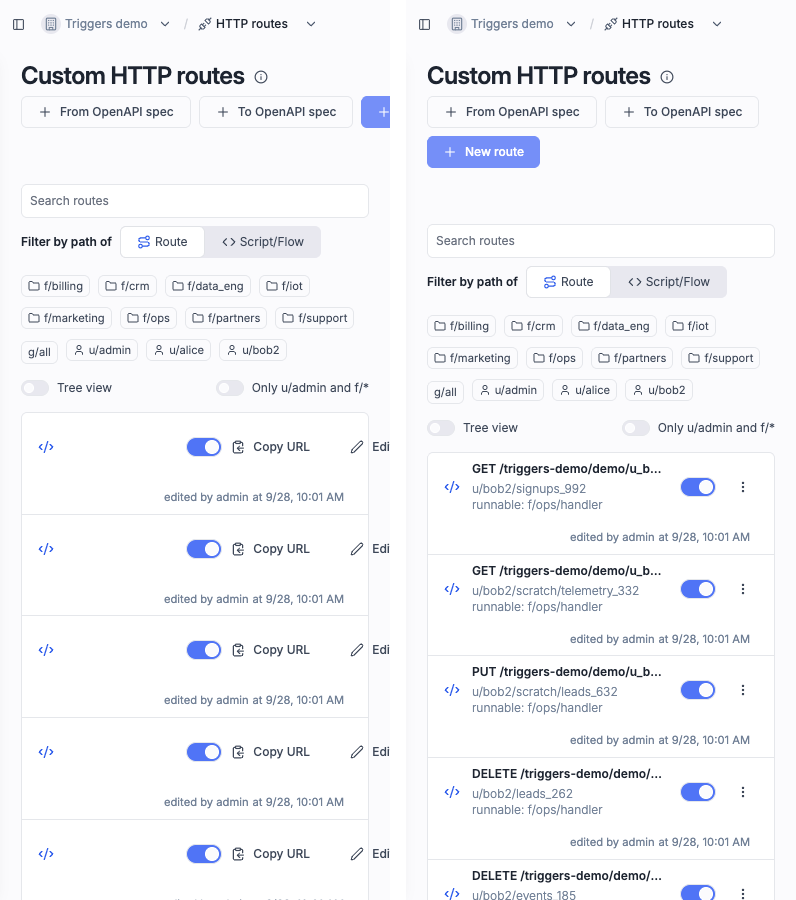 Triggers demo / HTTP routes
Custom HTTP routes
From OpenAPI spec
To OpenAPI spec
Search routes
Filter by path of
Route
Script/Flow
f/billing
f/crm
f/data_eng
f/iot
f/marketing
f/ops
f/partners
f/support
g/all
u/admin
u/alice
u/bob2
Tree view
Only u/admin and f/*
Copy URL
Edi
edited by admin at 9/28, 10:01 AM
Copy URL
Edi
edited by admin at 9/28, 10:01 AM
Copy URL
Edi
edited by admin at 9/28, 10:01 AM
Copy URL
Edi
edited by admin at 9/28, 10:01 AM
Copy URL
Edi
Triggers demo / HTTP routes
Custom HTTP routes
From OpenAPI spec
To OpenAPI spec
New route
Search routes
Filter by path of
Route
Script/Flow
f/billing
f/crm
f/data_eng
f/iot
f/marketing
f/ops
f/partners
f/support
g/all
u/admin
u/alice
u/bob2
Tree view
Only u/admin and f/*
GET /triggers-demo/demo/u_b...
u/bob2/signups_992
runnable: f/ops/handler
edited by admin at 9/28, 10:01 AM
GET /triggers-demo/demo/u_b...
u/bob2/scratch/telemetry_332
runnable: f/ops/handler
edited by admin at 9/28, 10:01 AM
PUT /triggers-demo/demo/u_b...
u/bob2/scratch/leads_632
runnable: f/ops/handler
edited by admin at 9/28, 10:01 AM
DELETE /triggers-demo/demo/...
u/bob2/leads_262
runnable: f/ops/handler
edited by admin at 9/28, 10:01 AM
DELETE /triggers-demo/demo/...
u/bob2/events_185